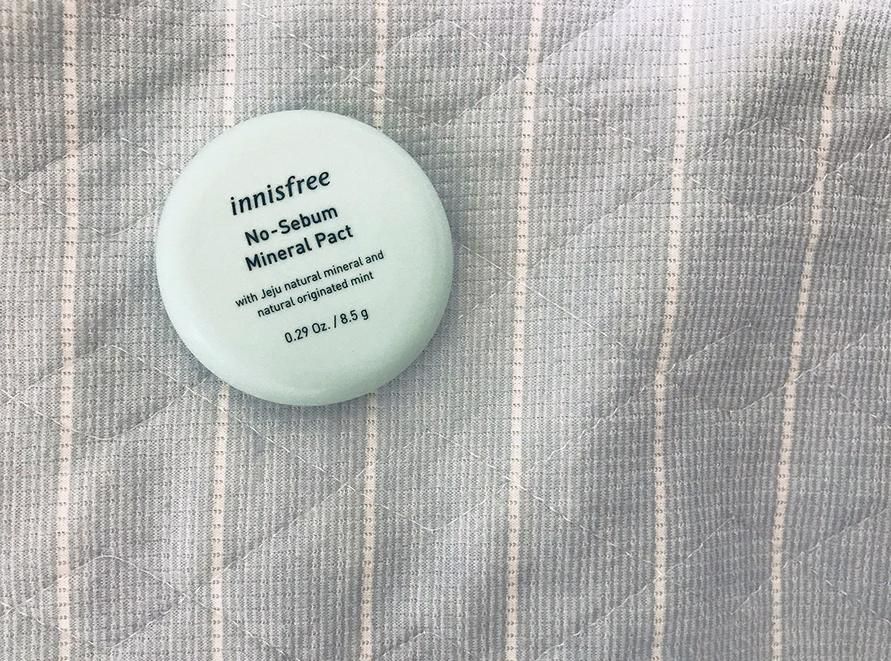 innisfree
No-Sebum
Mineral Pact
with Jeju natural mineral and
natural originated mint
0.29 Oz. / 8.5 g